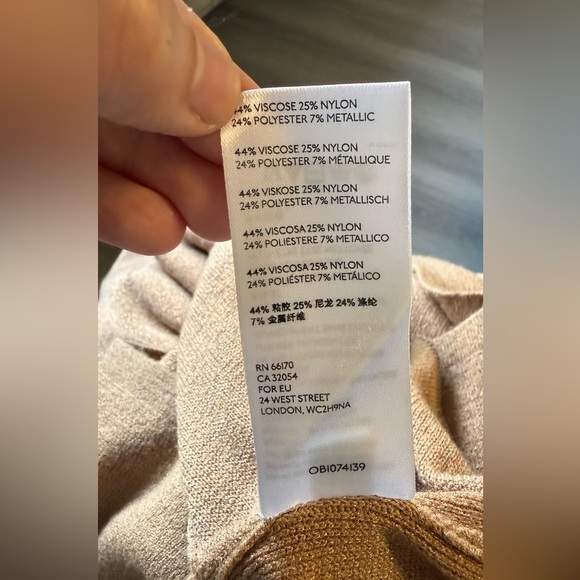 44% VISCOSE 25% NYLON
24% POLYESTER 7% METALLIC
44% VISCOSE 25% NYLON
24% POLYESTER 7% MÉTALLIQUE
44% VISKOSE 25% NYLON
24% POLYESTER 7% METALLISCH
44% VISCOSA 25% NYLON
24% POLIESTERE 7% METALLICO
44% VISCOSA 25% NYLON
24% POLIÉSTER 7% METÁLICO
44% 粘胶 25% 尼龙 24% 涤纶
7% 金属纤维
RN 66170
CA 32054
FOR EU
24 WEST STREET
LONDON, WC2H9NA
OB1074139